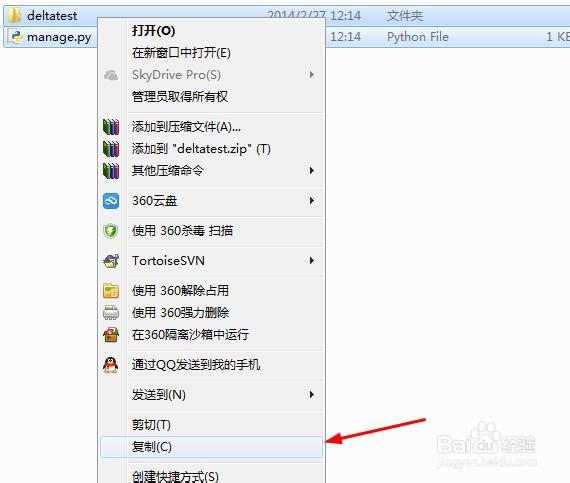 deltatest 2014/2/27 12:14 文件夹
manage.py 12:14 Python File 1 KB
打开(O)
在新窗口中打开(E)
SkyDrive Pro(S)
管理员取得所有权
添加到压缩文件(A)...
添加到 "deltatest.zip" (T)
其他压缩命令
360云盘
使用 360杀毒 扫描
TortoiseSVN
使用 360解除占用
使用 360强力删除
在360隔离沙箱中运行
通过QQ发送到我的手机
发送到(N)
剪切(T)
复制(C)
创建快捷方式(S)
Baidu 经验
jingyan.baidu.com